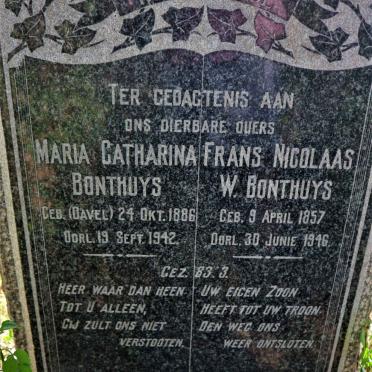 TER GEDAGTENIS AAN
ONS DIERBARE OUERS
MARIA CATHARINA
BONTHUYS
GEB. (DAVEL) 24 OKT. 1886
OORL. 19 SEPT. 1942.
FRANS NICOLAAS
W. BONTHUYS
GEB. 9 APRIL 1857
OORL. 30 JUNIE 1946.
GEZ. 83. 3.
HEER WAAR DAN HEEN
TOT U ALLEEN,
GIJ ZULT ONS NIET
VERSTOOTEN.
UW EIGEN ZOON
HEEFT TOT UW TROON
DEN WEG ONS
WEER ONTSLOTEN.